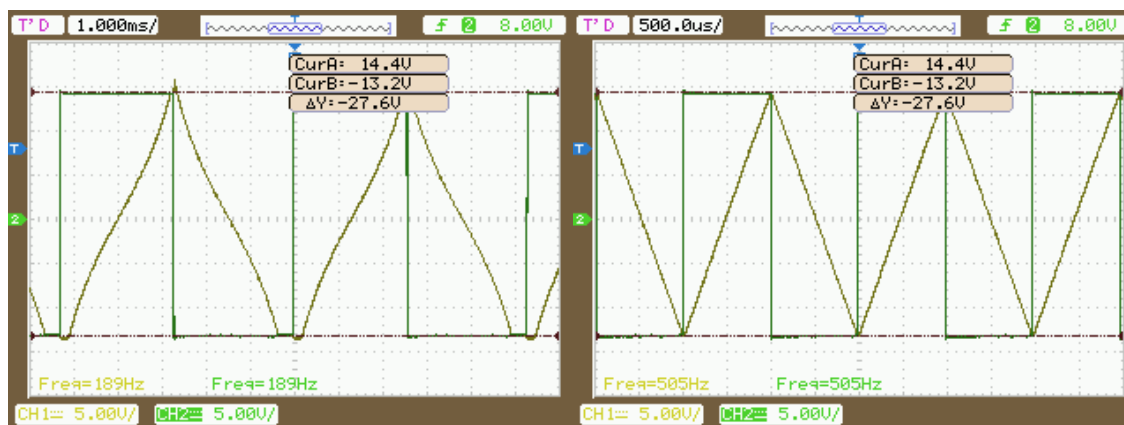 T'D 1.000ms/ T 2 8.00V
CurA: 14.4V
CurB:-13.2V
ΔY:-27.6V
T
2
Freq=189Hz Freq=189Hz
CH1 5.00V/ CH2 5.00V/
T'D 500.0us/ T 2 8.00V
CurA: 14.4V
CurB:-13.2V
ΔY:-27.6V
T
2
Freq=505Hz Freq=505Hz
CH1 5.00V/ CH2 5.00V/